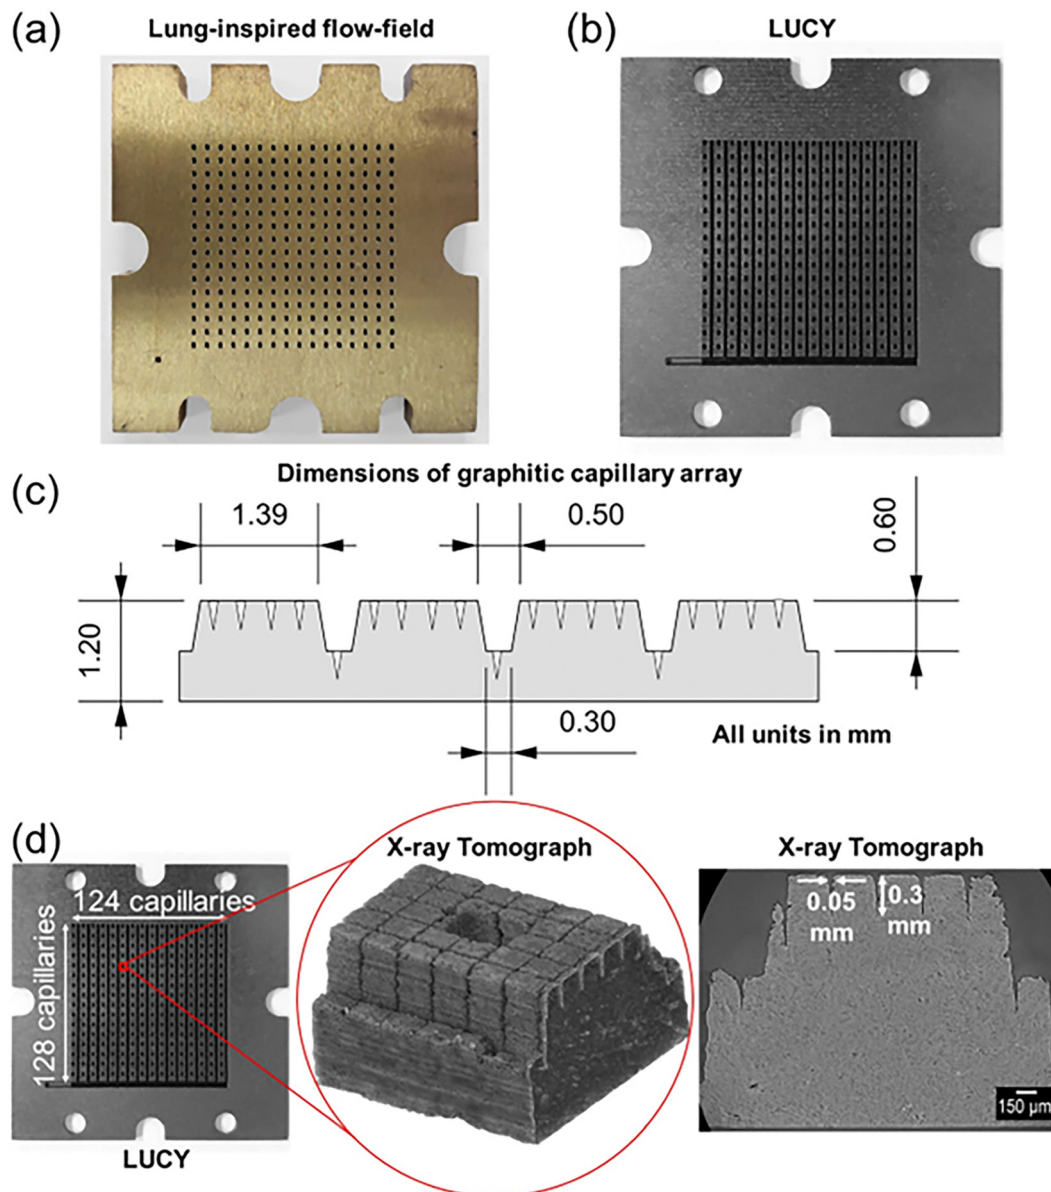 (a)
Lung-inspired flow-field
(b)
LUCY
(c)
Dimensions of graphitic capillary array
1.39
0.50
0.60
1.20
0.30
All units in mm
(d)
124 capillaries
128 capillaries
LUCY
X-ray Tomograph
X-ray Tomograph
0.05
mm
0.3
mm
150 µm